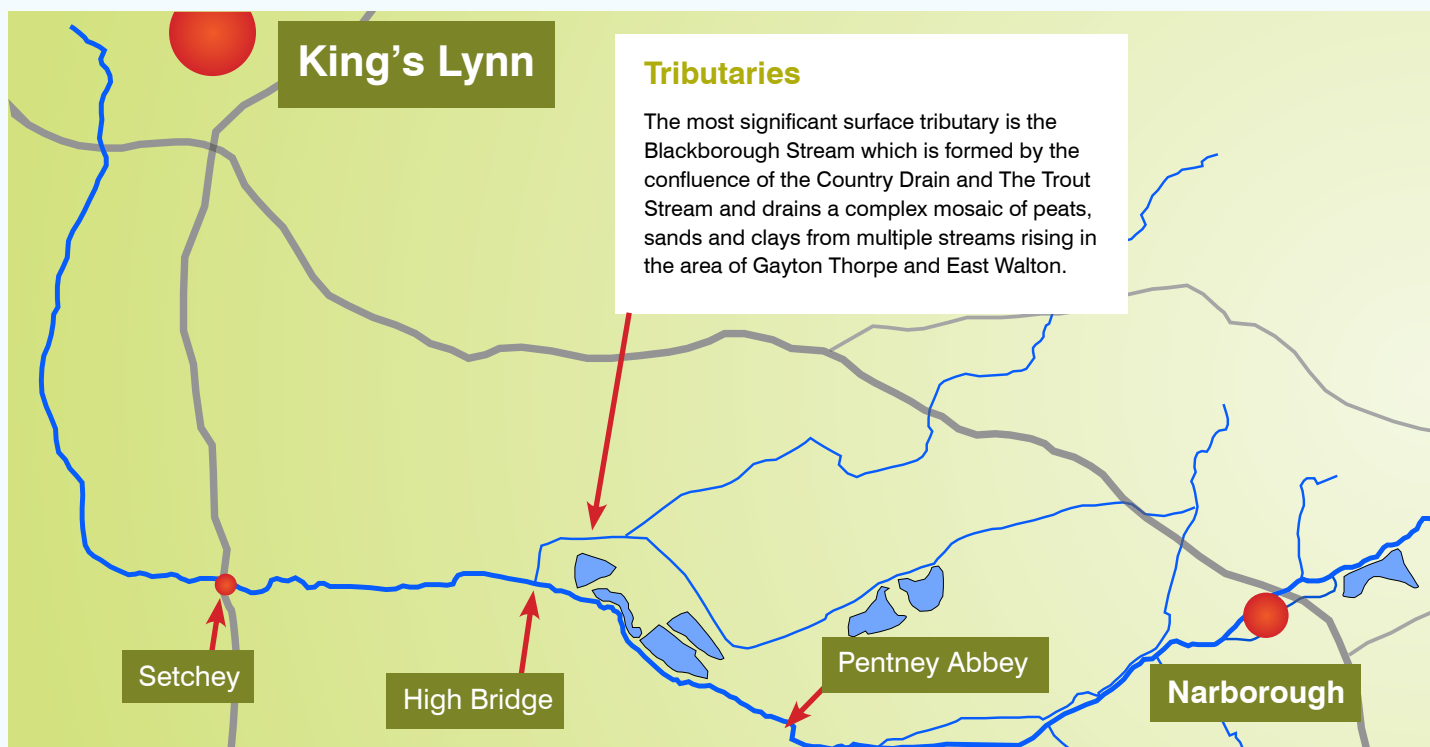 King’s Lynn
Tributaries
The most significant surface tributary is the
Blackborough Stream which is formed by the
confluence of the Country Drain and The Trout
Stream and drains a complex mosaic of peats,
sands and clays from multiple streams rising in
the area of Gayton Thorpe and East Walton.
Setchey
High Bridge
Pentney Abbey
Narborough